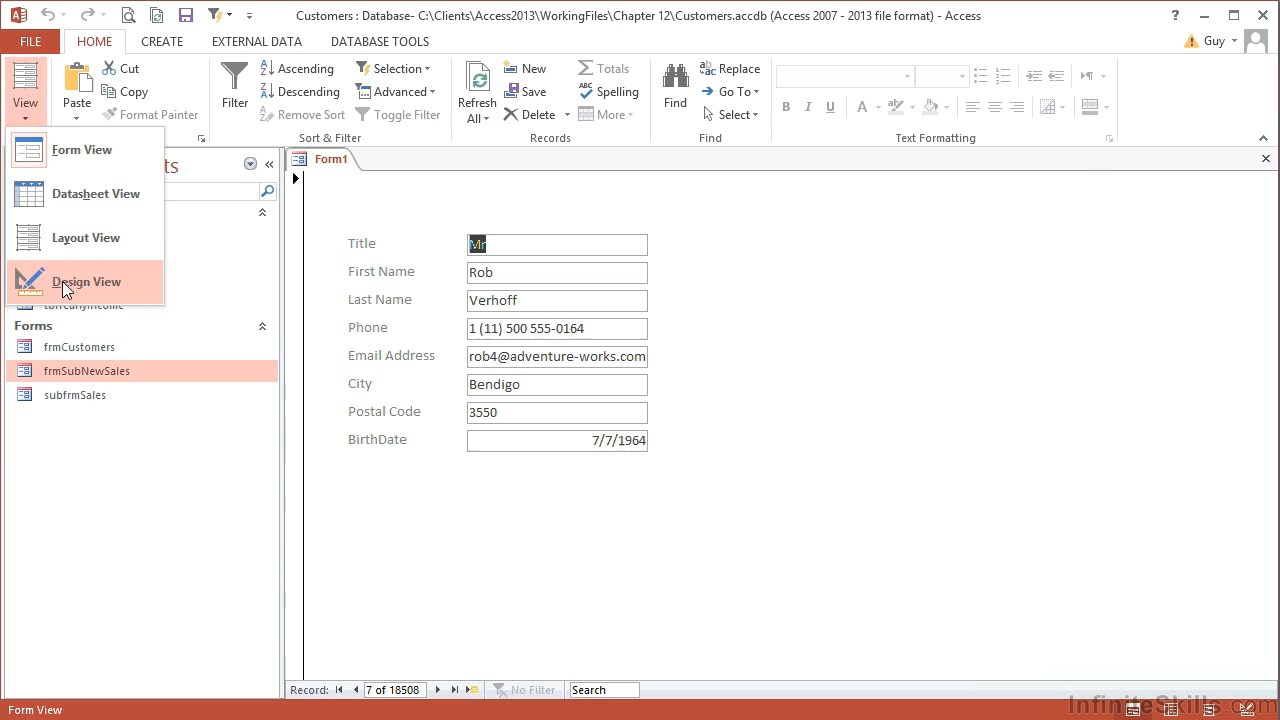 Customers : Database- C:\Clients\Access2013\WorkingFiles\Chapter 12\Customers.accdb (Access 2007 - 2013 file format) - Access
FILE HOME CREATE EXTERNAL DATA DATABASE TOOLS Guy
View Paste Cut Copy Format Painter
Filter Ascending Descending Selection Advanced Toggle Filter
Sort & Filter
Refresh All New Save Totals Spelling More
Records
Find Replace Go To Select
Find
B I U A
Text Formatting
Form View
Datasheet View
Layout View
Design View
ts
Forms
frmCustomers
frmSubNewSales
subfrmSales
Form1
Title Mr
First Name Rob
Last Name Verhoff
Phone 1 (11) 500 555-0164
Email Address rob4@adventure-works.com
City Bendigo
Postal Code 3550
BirthDate 7/7/1964
Record: 7 of 18508 No Filter Search
Form View
InfiniteSkills.com